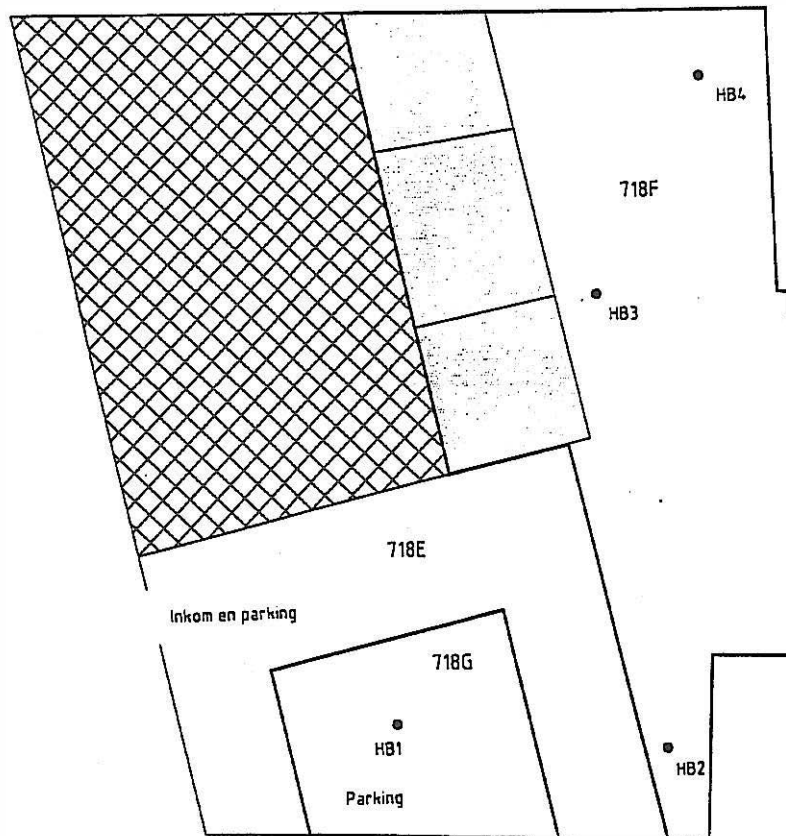 HB4
718F
HB3
718E
Inkom en parking
718G
HB1
HB2
Parking